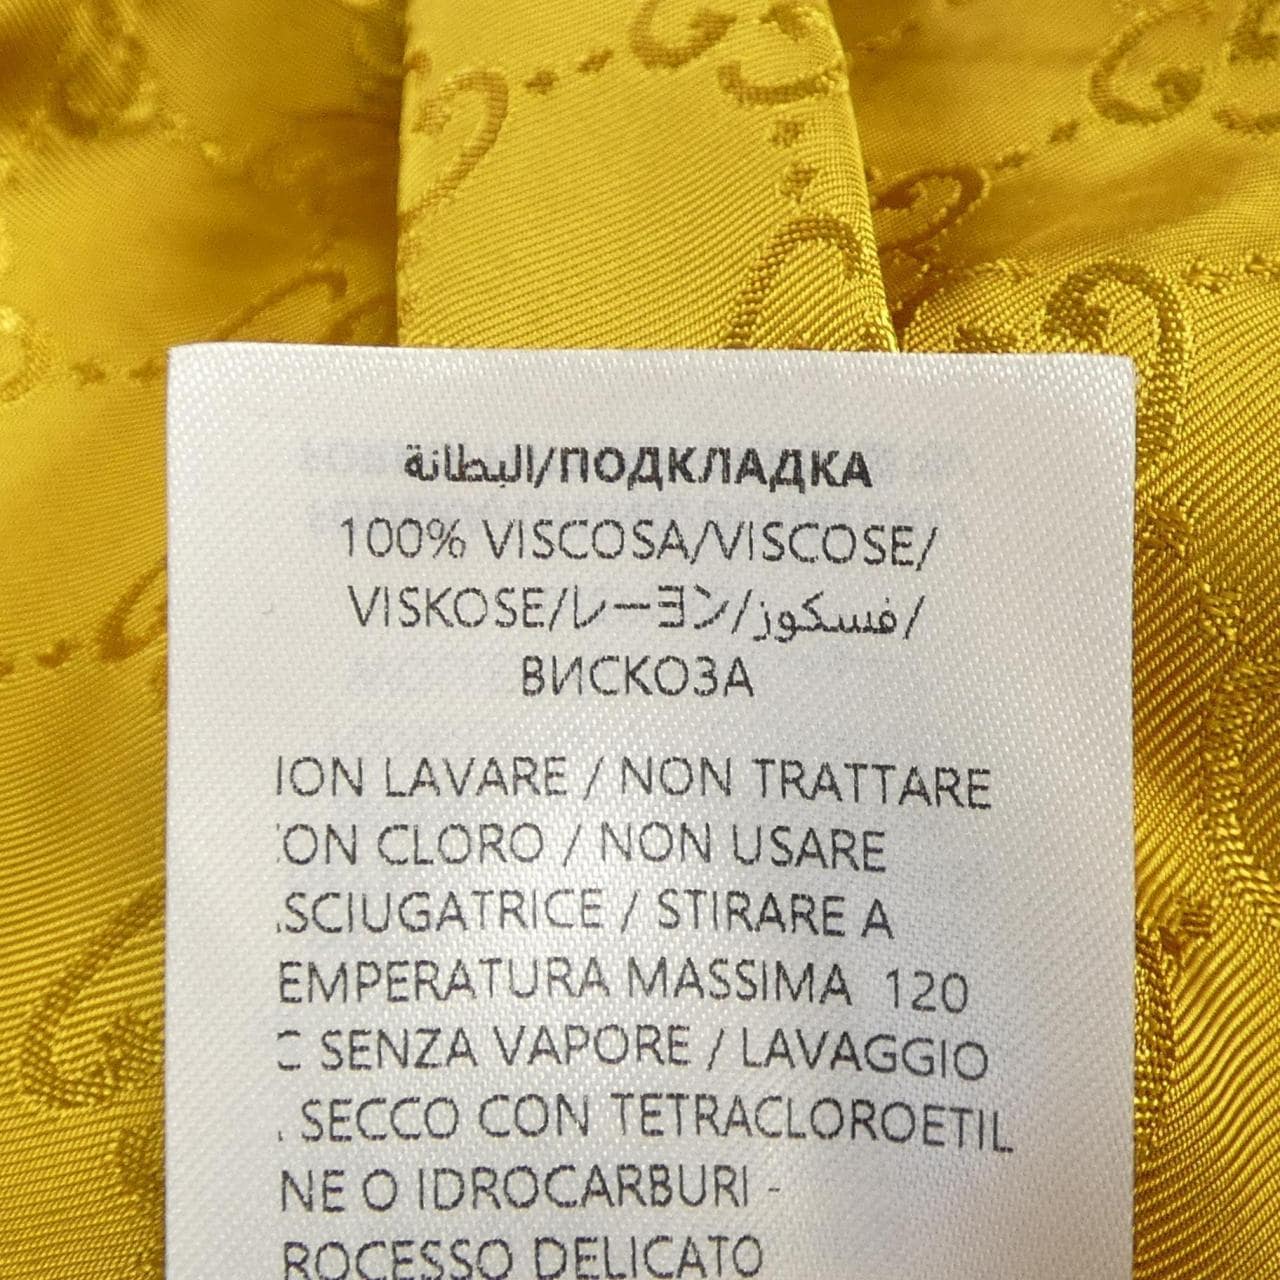 البطانة/ПОДКЛАДКА
100% VISCOSA/VISCOSE/
VISKOSE/レーヨン/فسكوز/
ВИСКОЗА
ION LAVARE / NON TRATTARE
ON CLORO / NON USARE
SCIUGATRICE / STIRARE A
EMPERATURA MASSIMA 120
C SENZA VAPORE / LAVAGGIO
SECCO CON TETRACLOROETIL
NE O IDROCARBURI -
ROCESSO DELICATO